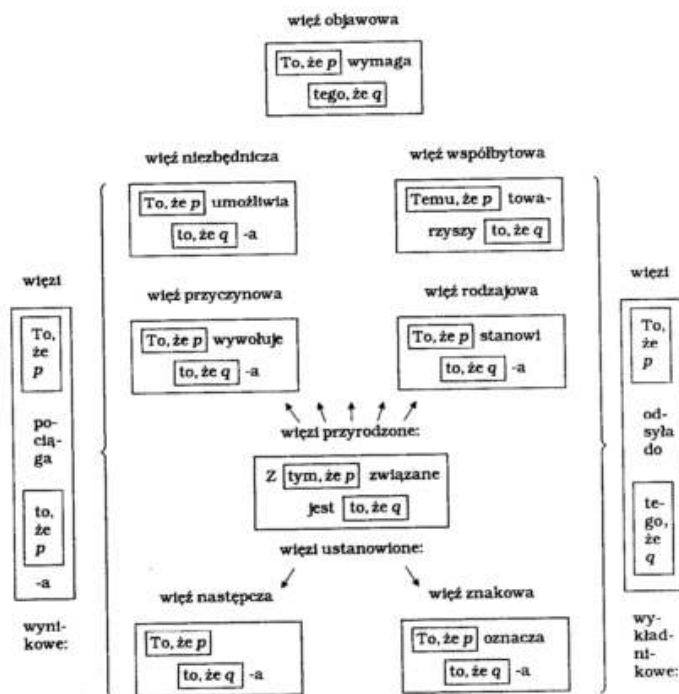 więź objawowa
To, że p wymaga
tego, że q
więź niezbędnicza
To, że p umożliwia
to, że q -a
więź współbytowa
Temu, że p towa-
rzyszy to, że q
więzi
To,
że
p
po-
cią-
ga
to,
że
p
-a
wyni-
kowe:
więź przyczynowa
To, że p wywołuje
to, że q -a
więź rodzajowa
To, że p stanowi
to, że q -a
więzi przyrodzone:
Z tym, że p związane
jest to, że q
więzi ustanowione:
więź następcza
To, że p
to, że q -a
więź znakowa
To, że p oznacza
to, że q -a
więzi
To,
że
p
od-
syła
do
te-
go,
że
q
wy-
kład-
ni-
kowe: